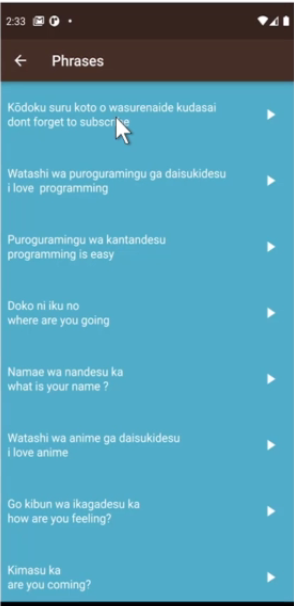 2:33
Phrases
Kōdoku suru koto o wasurenaide kudasai
dont forget to subscribe
Watashi wa puroguramingu ga daisukidesu
i love  programming
Puroguramingu wa kantandesu
programming is easy
Doko ni iku no
where are you going
Namae wa nandesu ka
what is your name ?
Watashi wa anime ga daisukidesu
i love anime
Go kibun wa ikagadesu ka
how are you feeling?
Kimasu ka
are you coming?